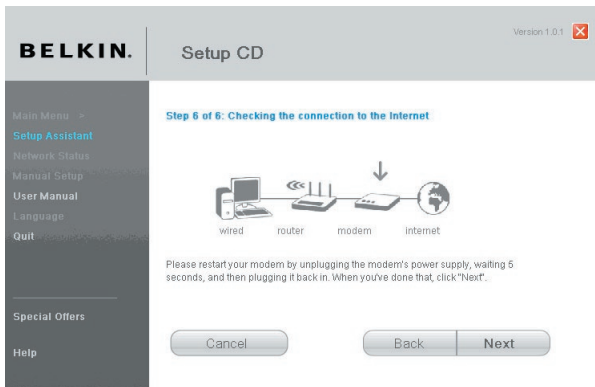 BELKIN.
Setup CD
Version 1.0.1
Main Menu >
Setup Assistant
Network Status
Manual Setup
User Manual
Language
Quit
Special Offers
Help
Step 6 of 6: Checking the connection to the Internet
wired router modem internet
Please restart your modem by unplugging the modem's power supply, waiting 5
seconds, and then plugging it back in. When you've done that, click "Next".
Cancel
Back
Next